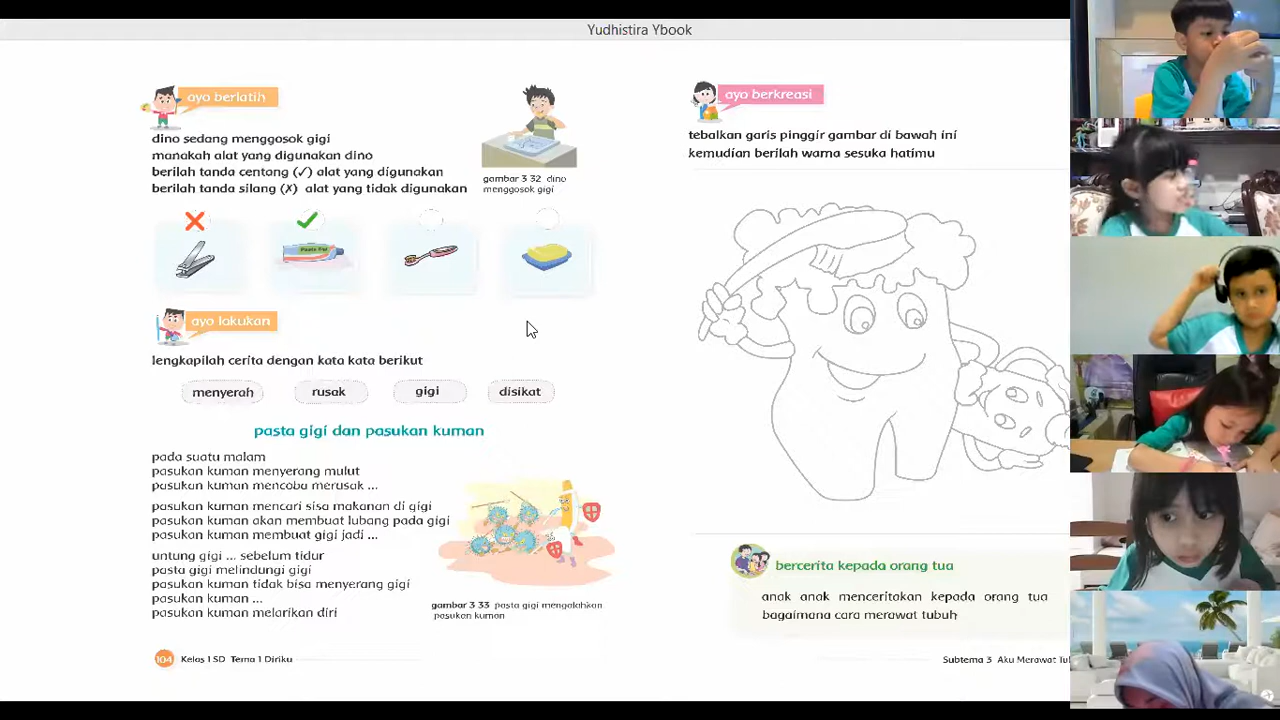 Yudhistira Ybook
ayo berlatih
dino sedang menggosok gigi
manakah alat yang digunakan dino
berilah tanda centang (✓) alat yang digunakan
berilah tanda silang (✗) alat yang tidak digunakan
gambar 3 32 dino
menggosok gigi
Pasta Gigi
ayo lakukan
lengkapilah cerita dengan kata kata berikut
menyerah rusak gigi disikat
pasta gigi dan pasukan kuman
pada suatu malam
pasukan kuman menyerang mulut
pasukan kuman mencoba merusak ...
pasukan kuman mencari sisa makanan di gigi
pasukan kuman akan membuat lubang pada gigi
pasukan kuman membuat gigi jadi ...
untung gigi ... sebelum tidur
pasta gigi melindungi gigi
pasukan kuman tidak bisa menyerang gigi
pasukan kuman ...
pasukan kuman melarikan diri
gambar 3 33 pasta gigi mengalahkan
pasukan kuman
104 Kelas I SD Tema 1 Diriku
ayo berkreasi
tebalkan garis pinggir gambar di bawah ini
kemudian berilah warna sesuka hatimu
bercerita kepada orang tua
anak anak menceritakan kepada orang tua
bagaimana cara merawat tubuh
Subtema 3 Aku Merawat Tu